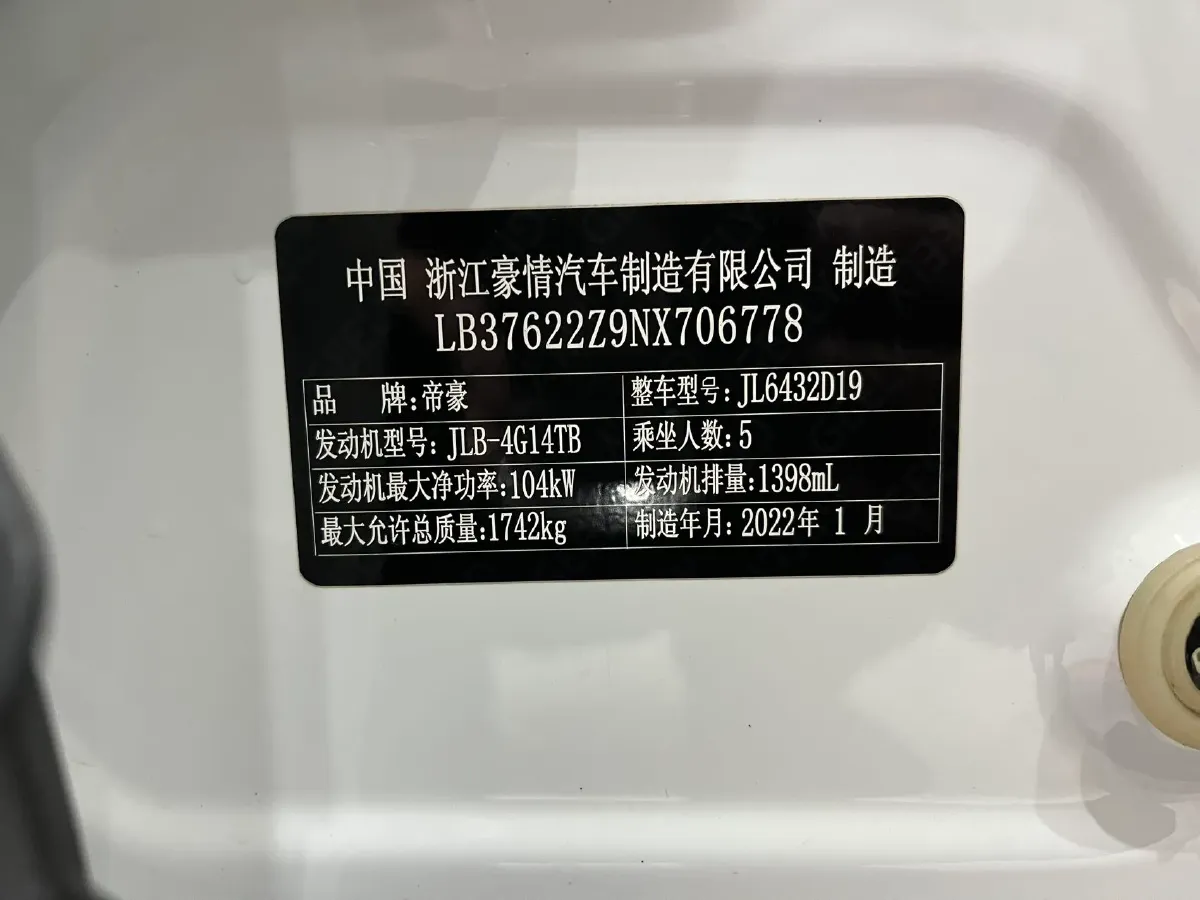 中国 浙江豪情汽车制造有限公司 制造
LB37622Z9NX706778
品 牌:帝豪 整车型号:JL6432D19
发动机型号:JLB-4G14TB 乘坐人数:5
发动机最大净功率:104kW 发动机排量:1398mL
最大允许总质量:1742kg 制造年月:2022年 1 月